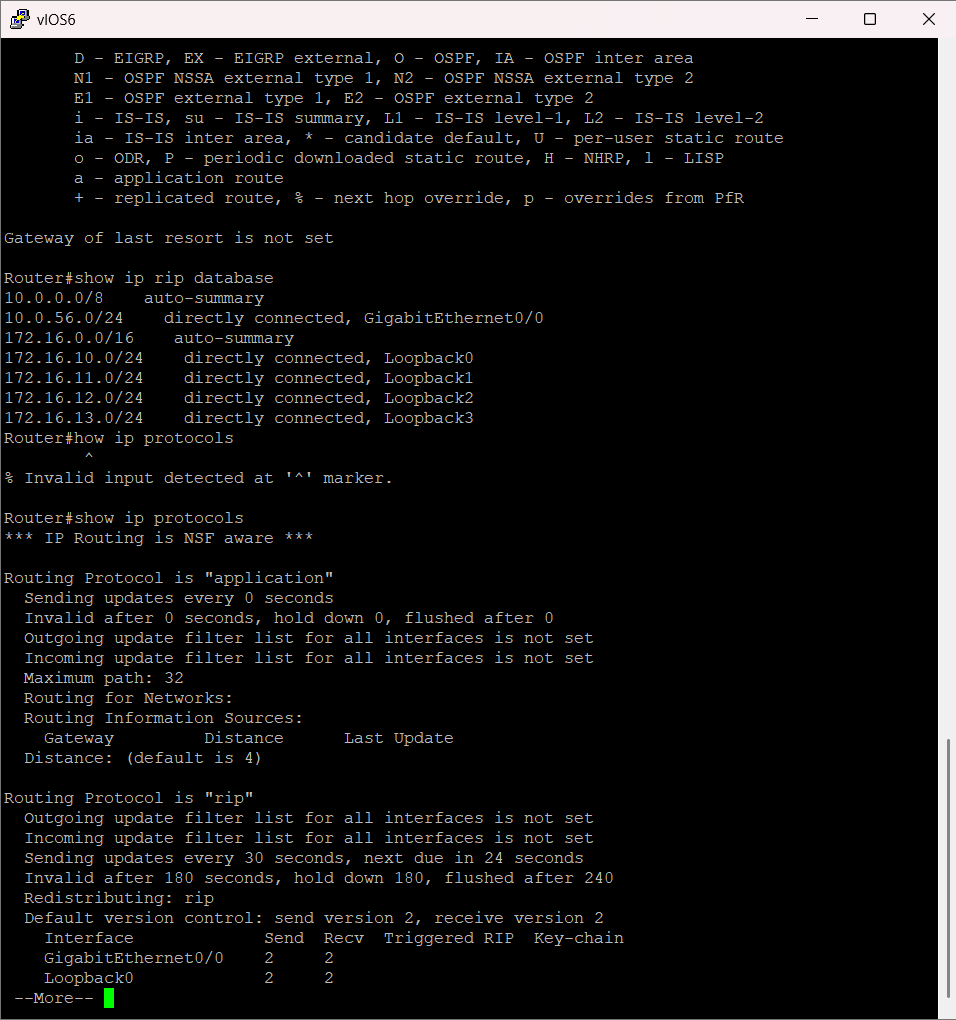 vIOS6
D - EIGRP, EX - EIGRP external, O - OSPF, IA - OSPF inter area
N1 - OSPF NSSA external type 1, N2 - OSPF NSSA external type 2
E1 - OSPF external type 1, E2 - OSPF external type 2
i - IS-IS, su - IS-IS summary, L1 - IS-IS level-1, L2 - IS-IS level-2
ia - IS-IS inter area, * - candidate default, U - per-user static route
o - ODR, P - periodic downloaded static route, H - NHRP, l - LISP
a - application route
+ - replicated route, % - next hop override, p - overrides from PfR
Gateway of last resort is not set
Router#show ip rip database
10.0.0.0/8    auto-summary
10.0.56.0/24    directly connected, GigabitEthernet0/0
172.16.0.0/16    auto-summary
172.16.10.0/24    directly connected, Loopback0
172.16.11.0/24    directly connected, Loopback1
172.16.12.0/24    directly connected, Loopback2
172.16.13.0/24    directly connected, Loopback3
Router#how ip protocols
^
% Invalid input detected at '^' marker.
Router#show ip protocols
*** IP Routing is NSF aware ***
Routing Protocol is "application"
Sending updates every 0 seconds
Invalid after 0 seconds, hold down 0, flushed after 0
Outgoing update filter list for all interfaces is not set
Incoming update filter list for all interfaces is not set
Maximum path: 32
Routing for Networks:
Routing Information Sources:
Gateway         Distance      Last Update
Distance: (default is 4)
Routing Protocol is "rip"
Outgoing update filter list for all interfaces is not set
Incoming update filter list for all interfaces is not set
Sending updates every 30 seconds, next due in 24 seconds
Invalid after 180 seconds, hold down 180, flushed after 240
Redistributing: rip
Default version control: send version 2, receive version 2
Interface             Send  Recv  Triggered RIP  Key-chain
GigabitEthernet0/0    2     2
Loopback0             2     2
--More--